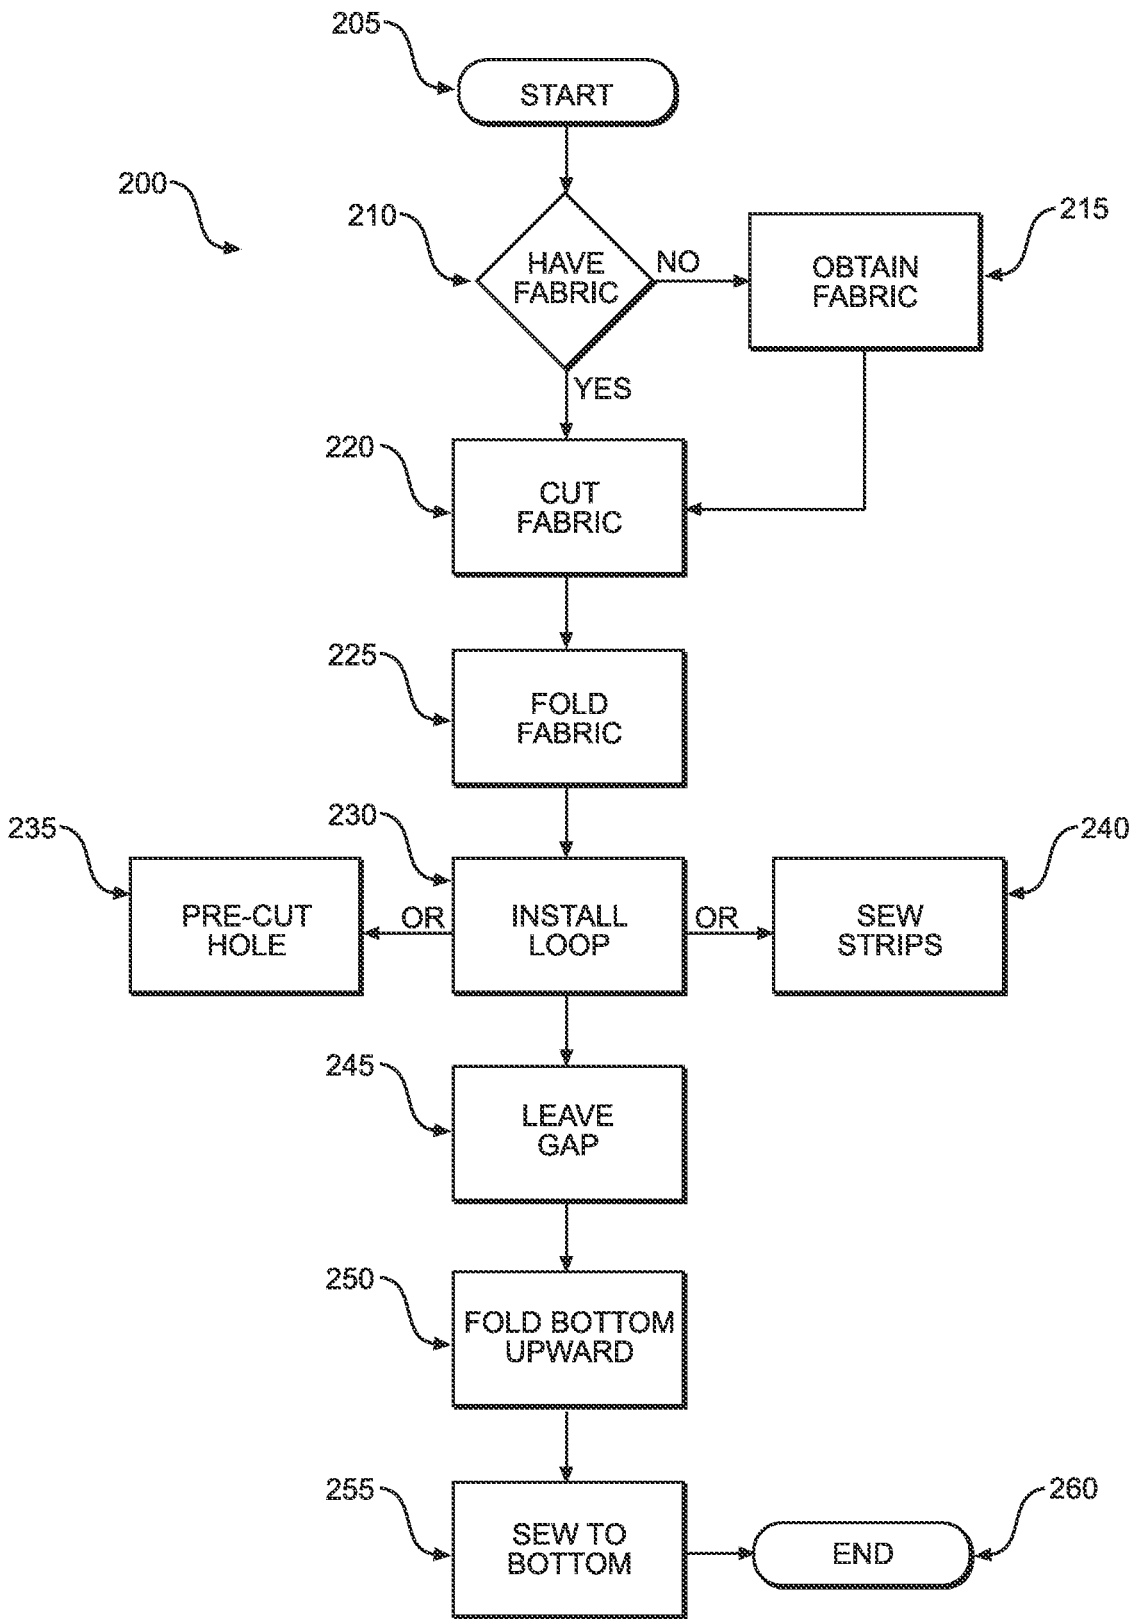 205
START
200
210
HAVE
FABRIC
NO
215
OBTAIN
FABRIC
YES
220
CUT
FABRIC
225
FOLD
FABRIC
235
PRE-CUT
HOLE
OR
230
INSTALL
LOOP
OR
240
SEW
STRIPS
245
LEAVE
GAP
250
FOLD BOTTOM
UPWARD
255
SEW TO
BOTTOM
260
END